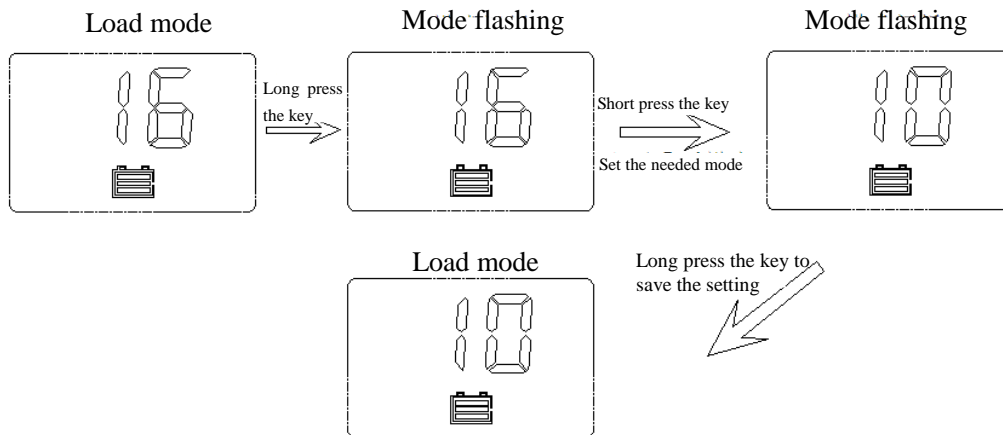 Load mode
Mode flashing
Mode flashing
16
Long press
the key
16
Short press the key
Set the needed mode
10
Load mode
10
Long press the key to
save the setting